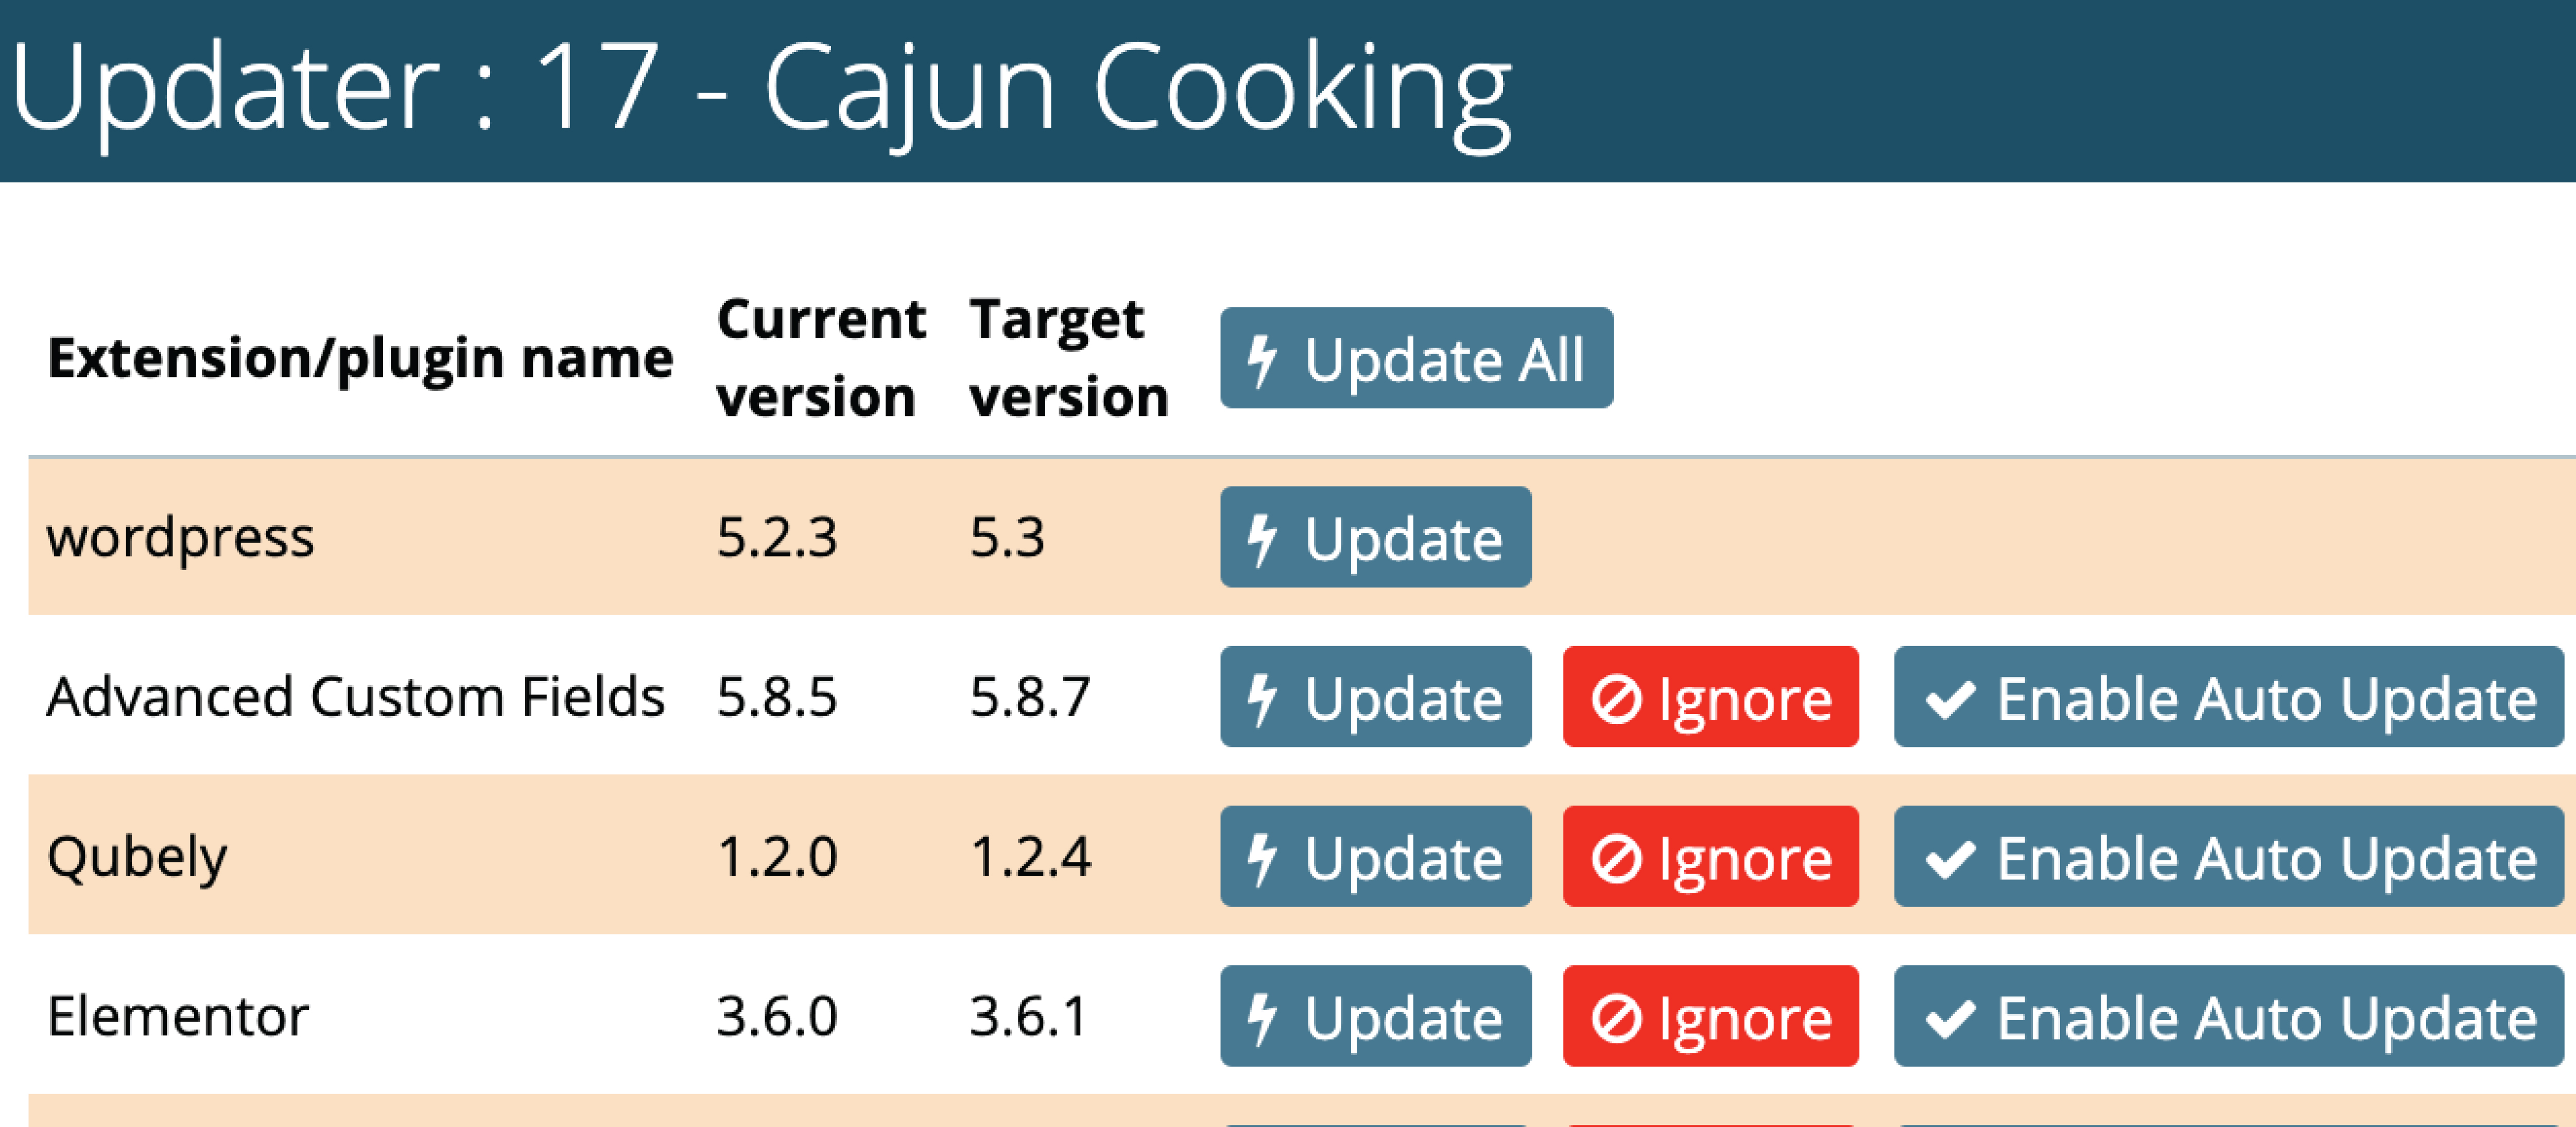 Updater : 17 - Cajun Cooking
Extension/plugin name Current version Target version Update All
wordpress 5.2.3 5.3 Update
Advanced Custom Fields 5.8.5 5.8.7 Update Ignore Enable Auto Update
Qubely 1.2.0 1.2.4 Update Ignore Enable Auto Update
Elementor 3.6.0 3.6.1 Update Ignore Enable Auto Update